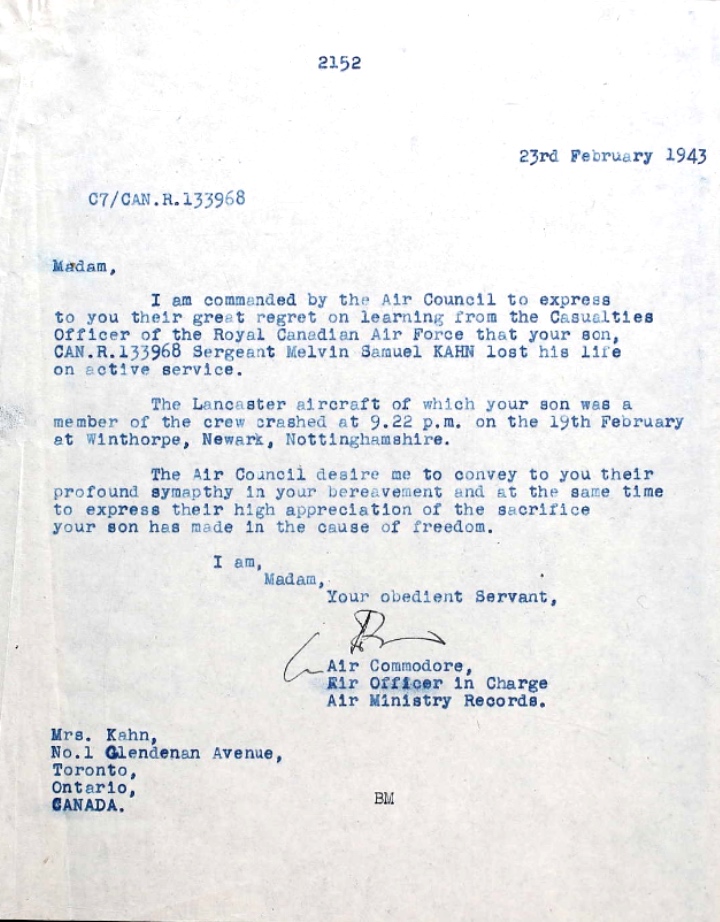 2152
23rd February 1943
C7/CAN.R.133968
Madam,
I am commanded by the Air Council to express
to you their great regret on learning from the Casualties
Officer of the Royal Canadian Air Force that your son,
CAN.R.133968 Sergeant Melvin Samuel KAHN lost his life
on active service.
The Lancaster aircraft of which your son was a
member of the crew crashed at 9.22 p.m. on the 19th February
at Winthorpe, Newark, Nottinghamshire.
The Air Council desire me to convey to you their
profound symapthy in your bereavement and at the same time
to express their high appreciation of the sacrifice
your son has made in the cause of freedom.
I am,
Madam,
Your obedient Servant,
Air Commodore,
Air Officer in Charge
Air Ministry Records.
Mrs. Kahn,
No.1 Glendenan Avenue,
Toronto,
Ontario,
CANADA.
BM